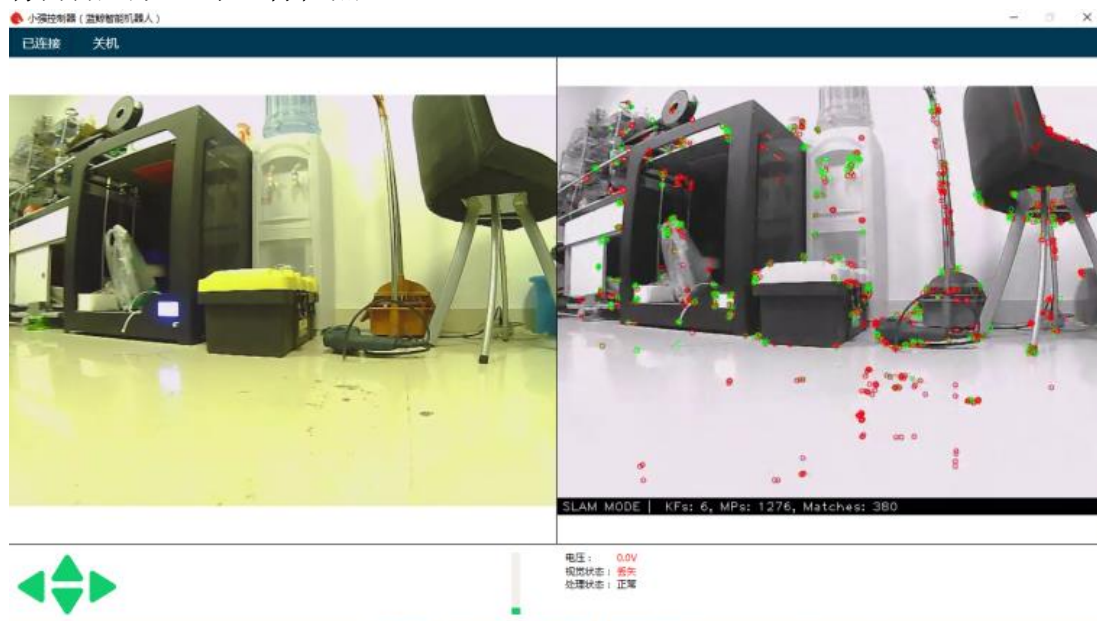 小强控制器（蓝鲸智能机器人）
已连接 关机
SLAM MODE | KFs: 6, MPs: 1276, Matches: 380
电压： 0.0V
视觉状态： 丢失
处理状态： 正常